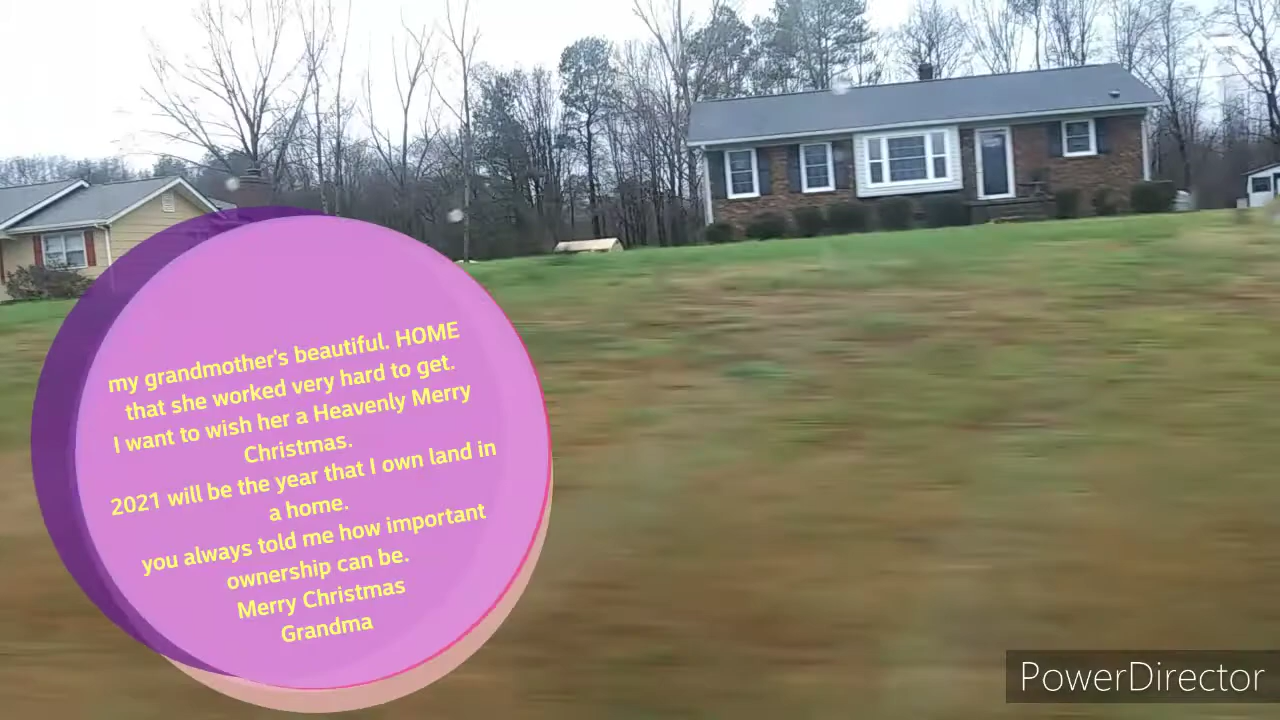 my grandmother's beautiful. HOME
that she worked very hard to get.
I want to wish her a Heavenly Merry
Christmas.
2021 will be the year that I own land in
a home.
you always told me how important
ownership can be.
Merry Christmas
Grandma
PowerDirector